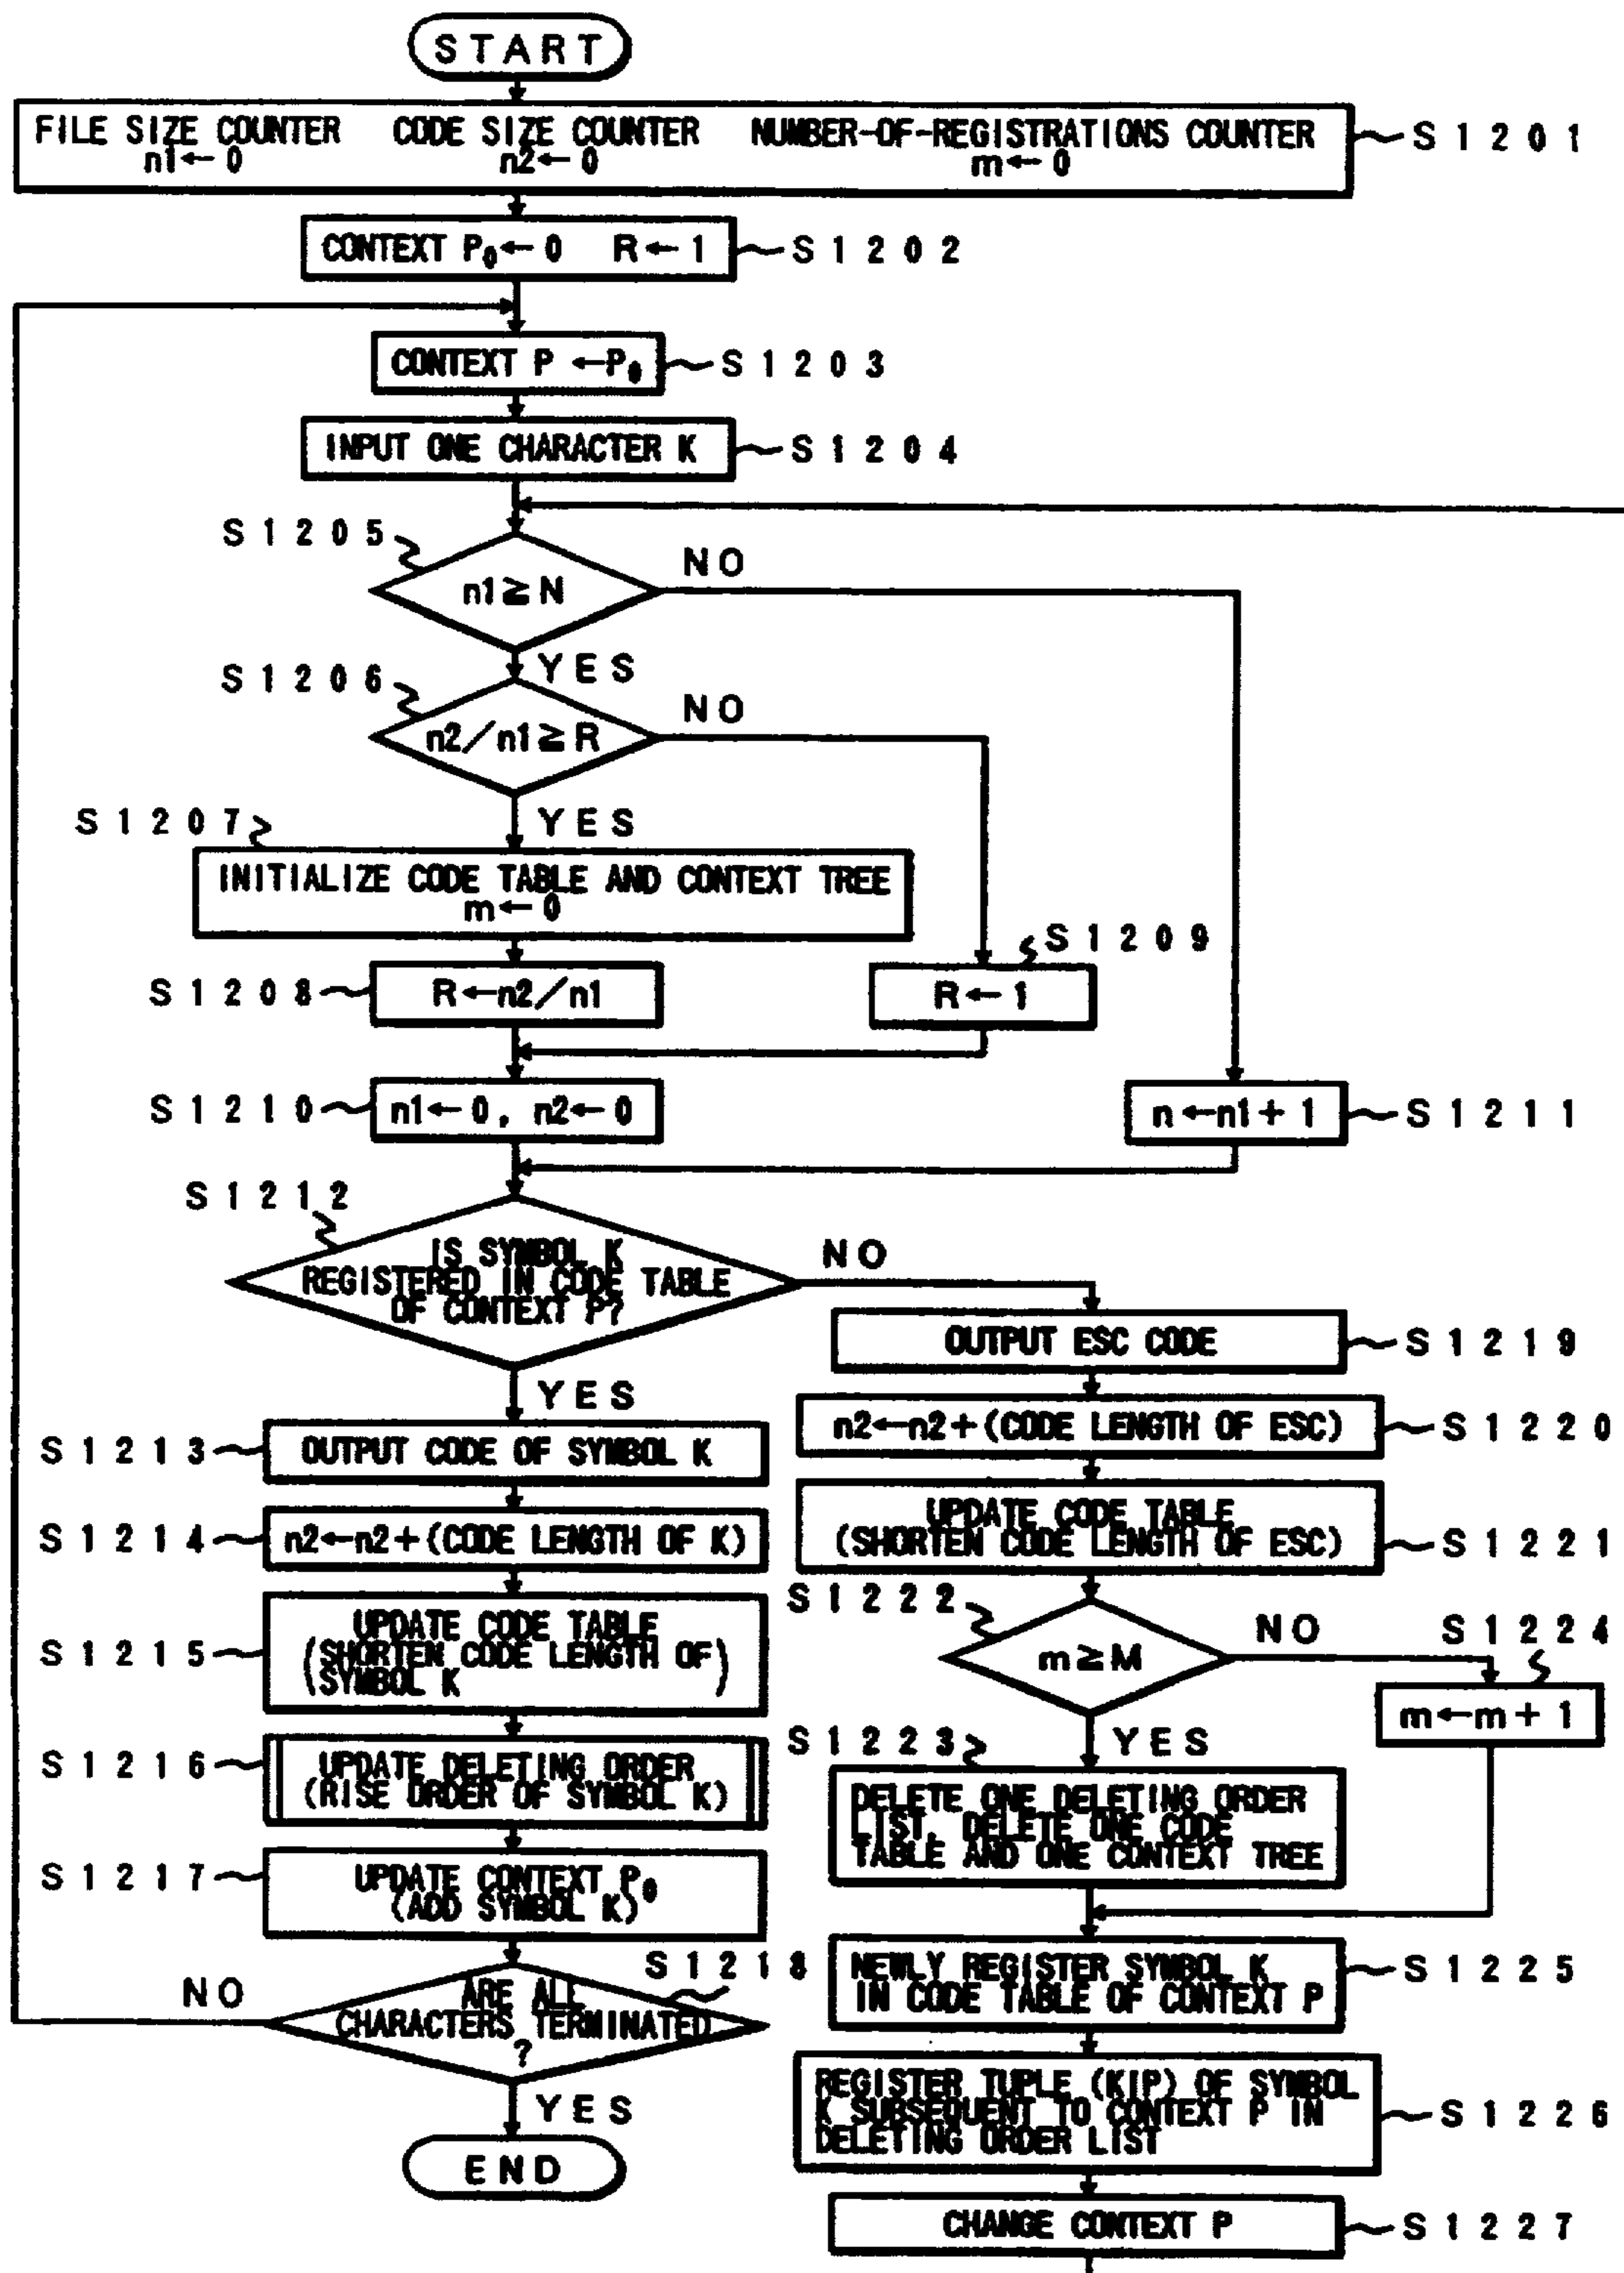 START
FILE SIZE COUNTER CODE SIZE COUNTER NUMBER-OF-REGISTRATIONS COUNTER
n1←0 n2←0 m←0
S1201
CONTEXT P₀←0 R←1
S1202
CONTEXT P ←P₀
S1203
INPUT ONE CHARACTER K
S1204
S1205
n1≧N
NO
YES
S1206
n2/n1≧R
NO
YES
S1207
INITIALIZE CODE TABLE AND CONTEXT TREE
m←0
S1208
R←n2/n1
S1209
R←1
S1210
n1←0, n2←0
n←n1+1
S1211
S1212
IS SYMBOL K
REGISTERED IN CODE TABLE
OF CONTEXT P?
NO
YES
S1213
OUTPUT CODE OF SYMBOL K
S1214
n2←n2+(CODE LENGTH OF K)
S1215
UPDATE CODE TABLE
(SHORTEN CODE LENGTH OF
SYMBOL K)
S1216
UPDATE DELETING ORDER
(RISE ORDER OF SYMBOL K)
S1217
UPDATE CONTEXT P₀
(ADD SYMBOL K)
S1218
ARE ALL
CHARACTERS TERMINATED
?
NO
YES
END
OUTPUT ESC CODE
S1219
n2←n2+(CODE LENGTH OF ESC)
S1220
UPDATE CODE TABLE
(SHORTEN CODE LENGTH OF ESC)
S1221
S1222
m≧M
NO
YES
S1224
m←m+1
S1223
DELETE ONE DELETING ORDER
LIST, DELETE ONE CODE
TABLE AND ONE CONTEXT TREE
NEWLY REGISTER SYMBOL K
IN CODE TABLE OF CONTEXT P
S1225
REGISTER TUPLE (K|P) OF SYMBOL
K SUBSEQUENT TO CONTEXT P IN
DELETING ORDER LIST
S1226
CHANGE CONTEXT P
S1227